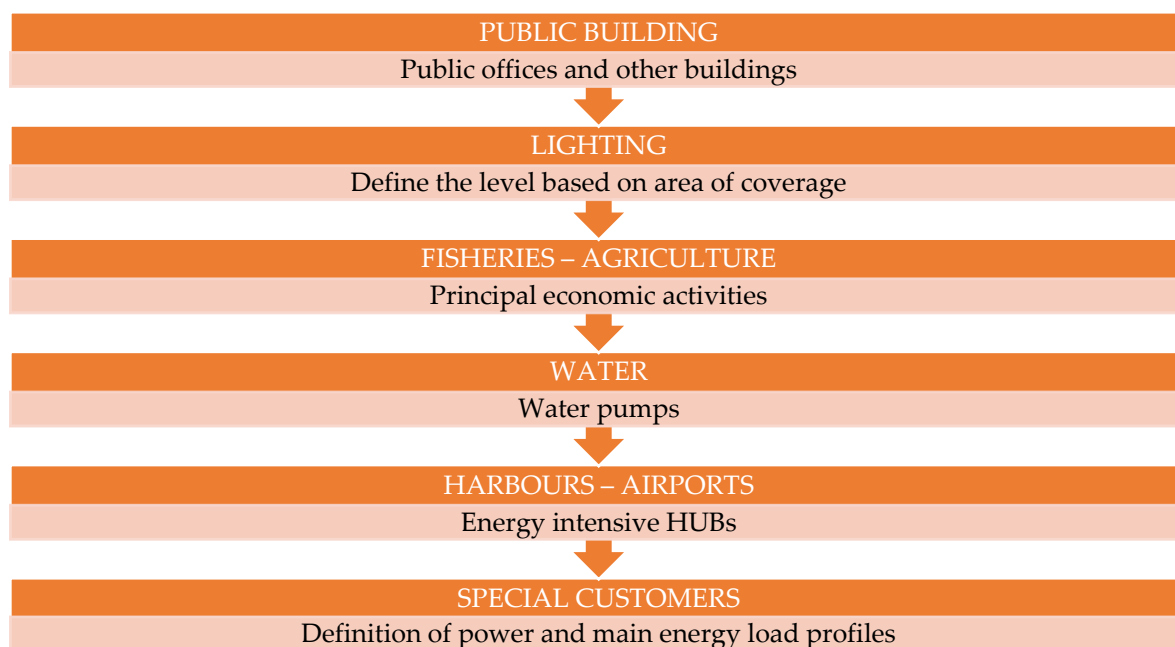 PUBLIC BUILDING
Public offices and other buildings
LIGHTING
Define the level based on area of coverage
FISHERIES – AGRICULTURE
Principal economic activities
WATER
Water pumps
HARBOURS – AIRPORTS
Energy intensive HUBs
SPECIAL CUSTOMERS
Definition of power and main energy load profiles